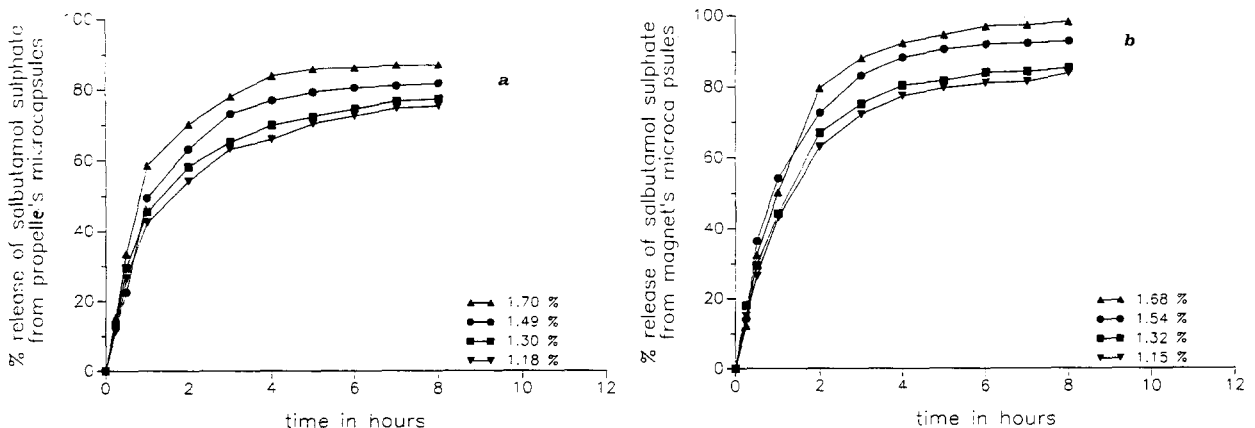 % release of salbutamol sulphate
from propelle's microcapsules
100
80
60
40
20
0
0 2 4 6 8 10 12
time in hours
a
1.70 %
1.49 %
1.30 %
1.18 %
% release of salbutamol sulphate
from magnet's microca psules
100
80
60
40
20
0
0 2 4 6 8 10 12
time in hours
b
1.68 %
1.54 %
1.32 %
1.15 %